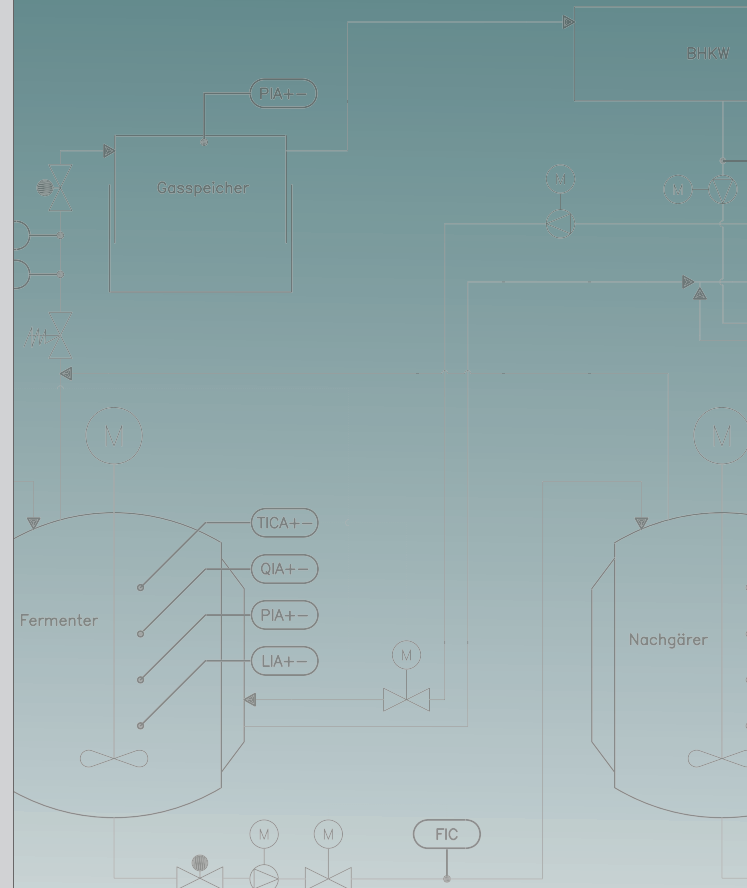 BHKW
PIA+−
Gasspeicher
M
M
M
M
TICA+−
QIA+−
PIA+−
LIA+−
Fermenter
Nachgärer
M
M
M
FIC